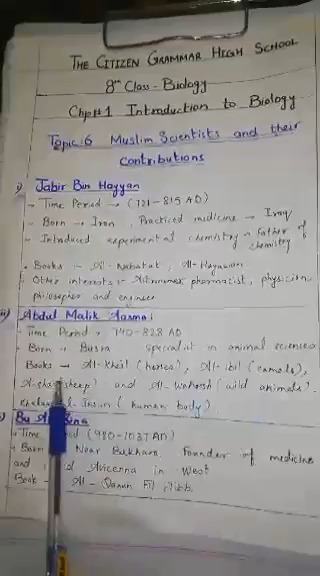 THE CITIZEN GRAMMAR HIGH SCHOOL
8th Class - Biology
Chpt#1 Introduction to Biology
Topic:6 Muslim Scientists and their
contributions
i) Jabir Bin Hayyan
- Time Period → (721-815 AD)
- Born → Iran, Practiced medicine → Iraq
- Introduced experimental chemistry → Father of
chemistry
Books → Al-Nabatat, Al-Hayawan
Other interests → Astronomer, pharmacist, physician,
philosopher and engineer
ii) Abdul Malik Asmai
Time Period → 740-828 AD
Born → Basra specialist in animal sciences
Books → Al-Kheil (horse), Al-ibil (camels),
(sheep) and Al-Wahoosh (wild animals).
Insan (human body)
Bu
Time (980-1037 AD)
Born Near Bukhara. Founder of medicine
and Avicenna in West
Book Al-Qanun Fil Tibb.